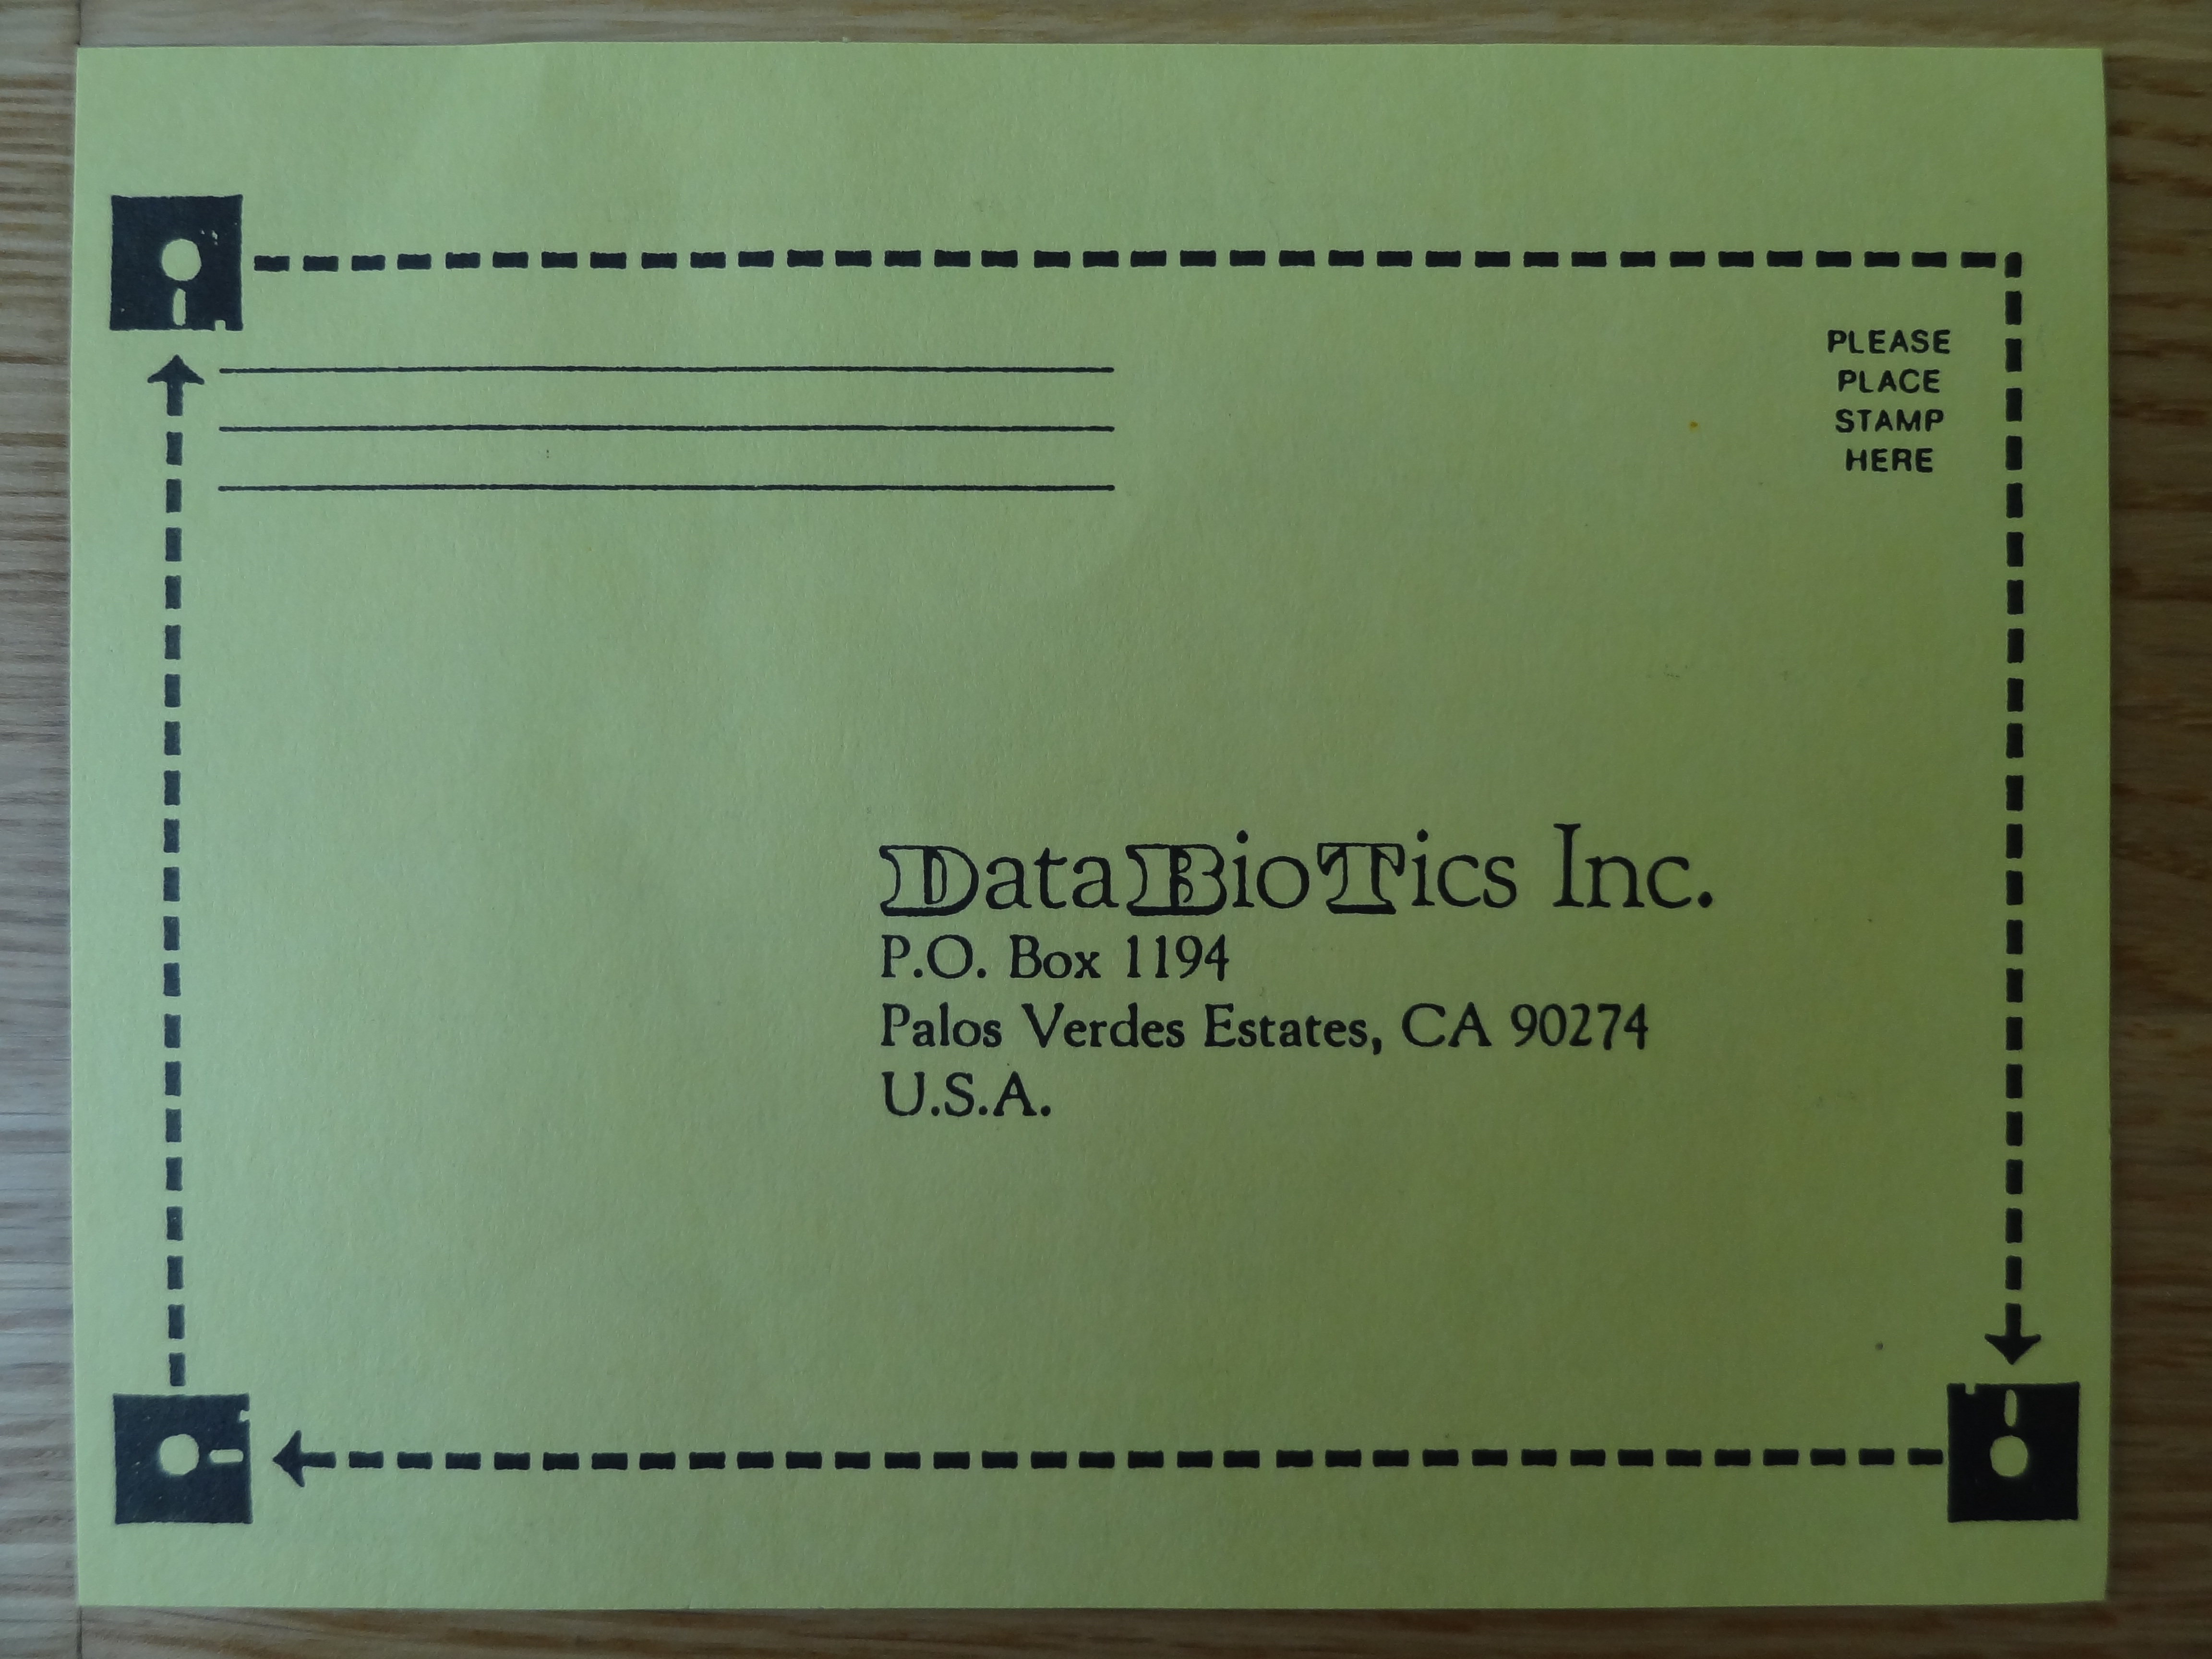 PLEASE
PLACE
STAMP
HERE
DataBioTics Inc.
P.O. Box 1194
Palos Verdes Estates, CA 90274
U.S.A.